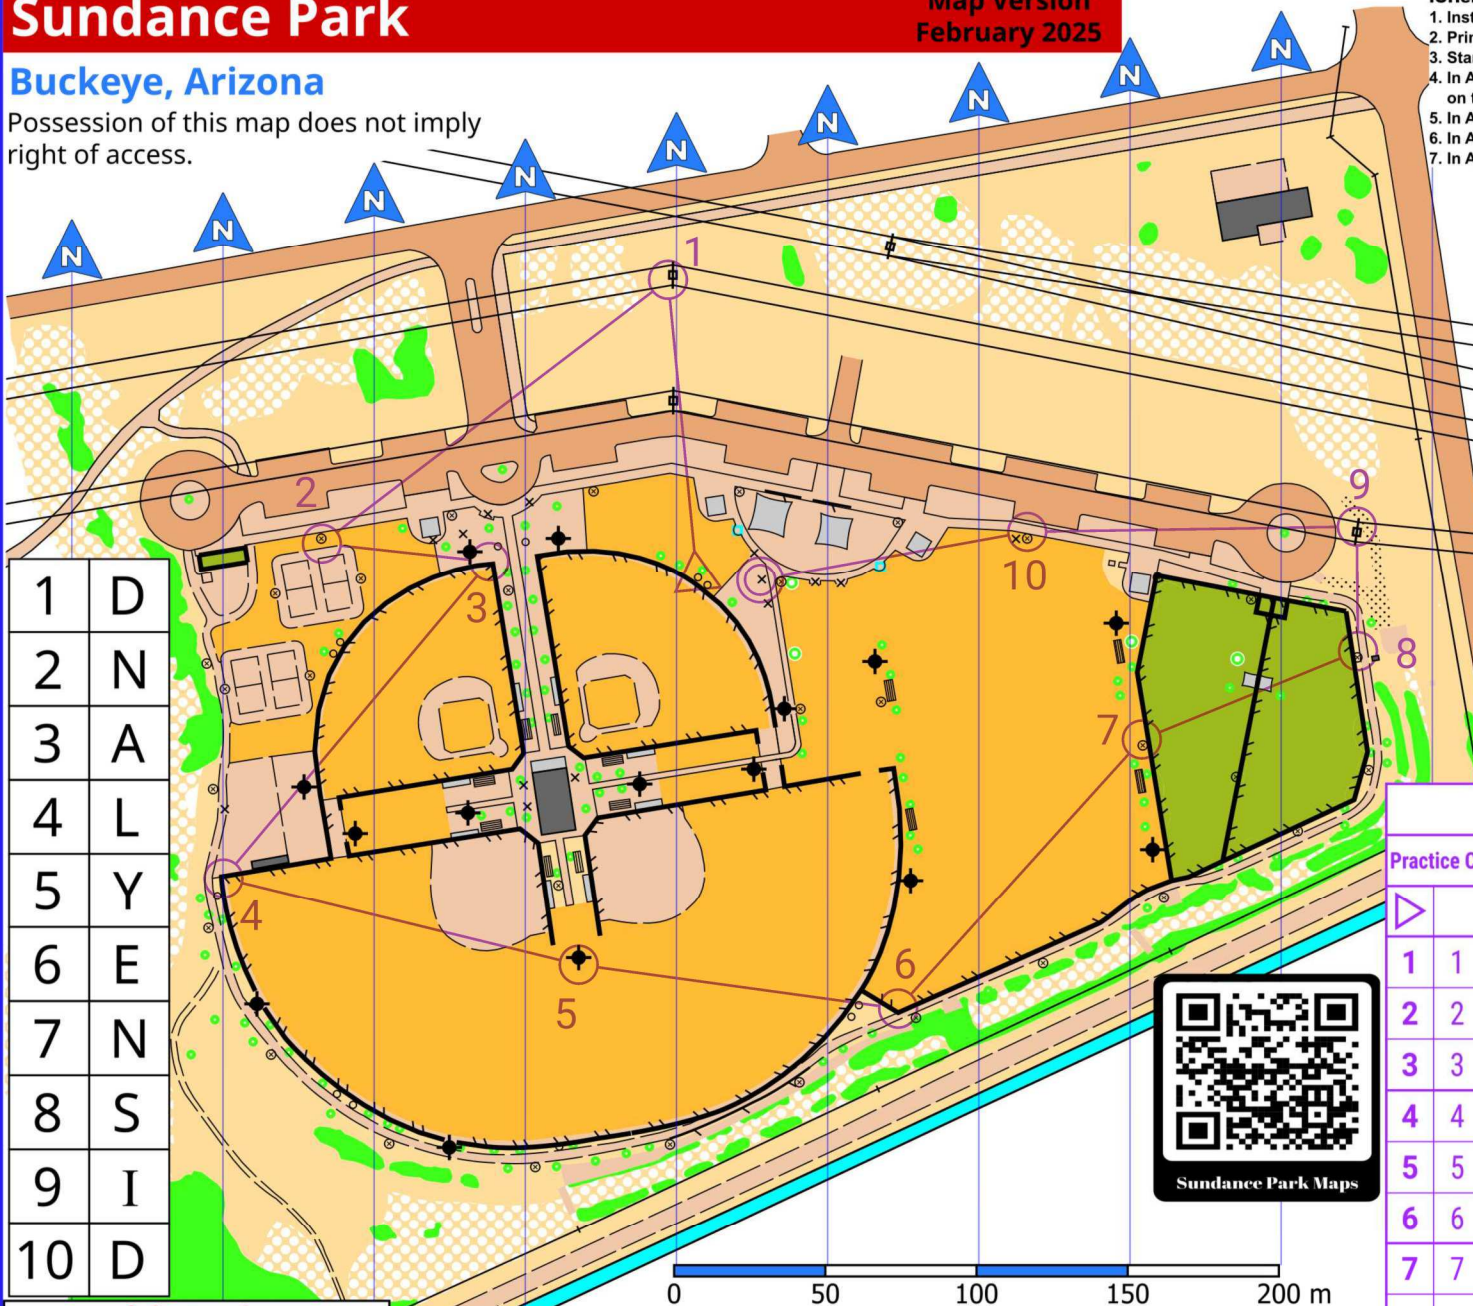 Sundance Park
Map Version
February 2025
Buckeye, Arizona
Possession of this map does not imply
right of access.
1. Inst
2. Prin
3. Star
4. In A
on t
5. In A
6. In A
7. In A
N
N
N
N
N
N
N
N
N
1
2
3
4
5
6
7
8
9
10
1 D
2 N
3 A
4 L
5 Y
6 E
7 N
8 S
9 I
10 D
Practice C
1 1
2 2
3 3
4 4
5 5
6 6
7 7
Sundance Park Maps
0 50 100 150 200 m